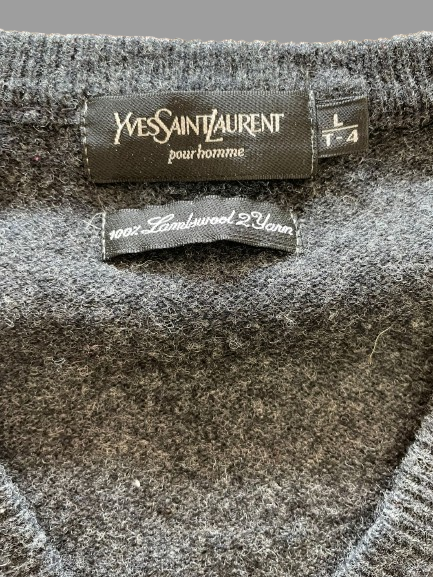 YVESSAINTLAURENT
pour homme
L
T-4
100% Lambswool 2 Yarn